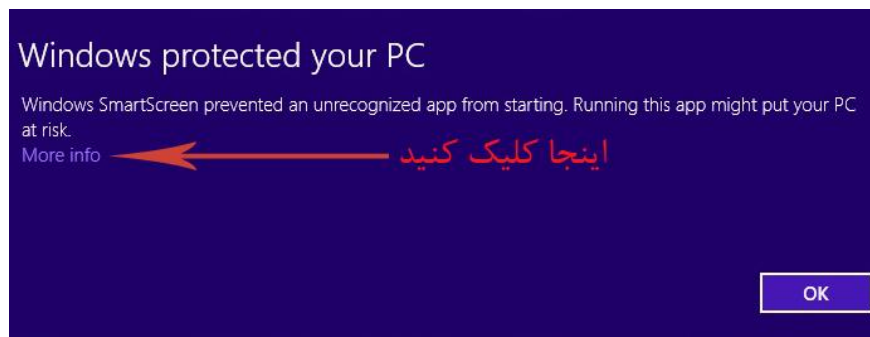 Windows protected your PC
Windows SmartScreen prevented an unrecognized app from starting. Running this app might put your PC
at risk.
More info
اینجا کلیک کنید
OK